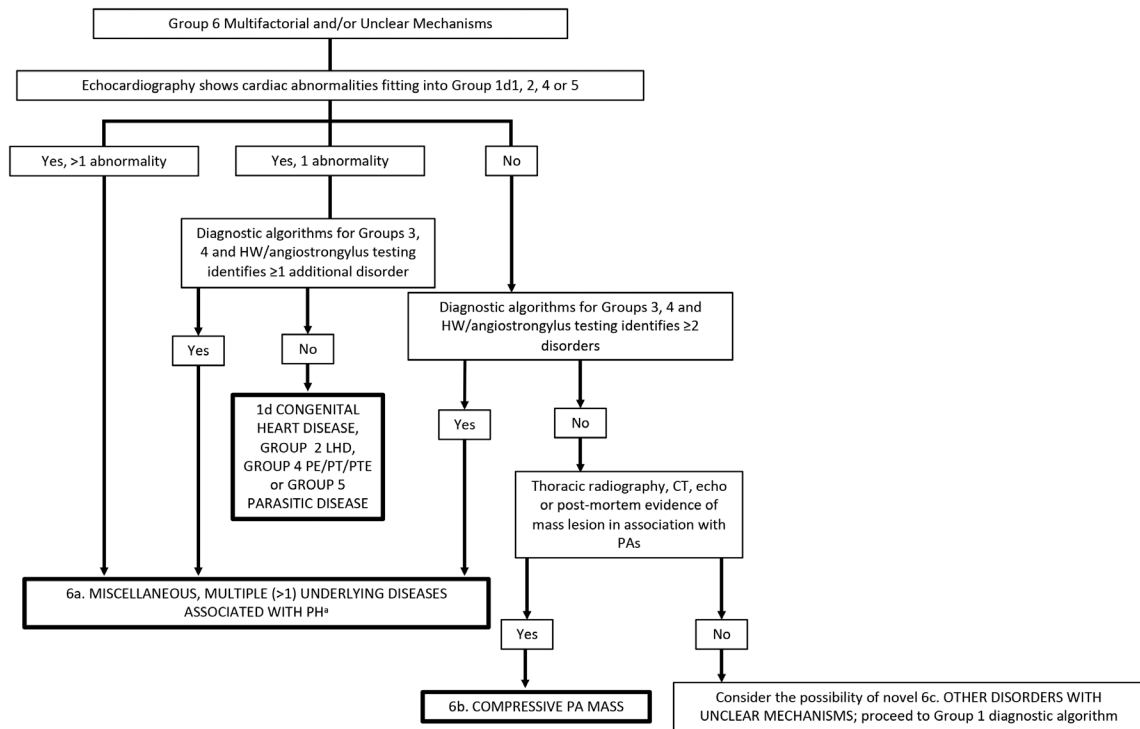 Group 6 Multifactorial and/or Unclear Mechanisms
Echocardiography shows cardiac abnormalities fitting into Group 1d1, 2, 4 or 5
Yes, >1 abnormality
Yes, 1 abnormality
No
Diagnostic algorithms for Groups 3,
4 and HW/angiostrongylus testing
identifies ≥1 additional disorder
Diagnostic algorithms for Groups 3, 4 and
HW/angiostrongylus testing identifies ≥2
disorders
Yes
No
1d CONGENITAL
HEART DISEASE,
GROUP 2 LHD,
GROUP 4 PE/PT/PTE
or GROUP 5
PARASITIC DISEASE
Yes
No
Thoracic radiography, CT, echo
or post-mortem evidence of
mass lesion in association with
PAs
6a. MISCELLANEOUS, MULTIPLE (>1) UNDERLYING DISEASES
ASSOCIATED WITH PHᵃ
Yes
No
6b. COMPRESSIVE PA MASS
Consider the possibility of novel 6c. OTHER DISORDERS WITH
UNCLEAR MECHANISMS; proceed to Group 1 diagnostic algorithm